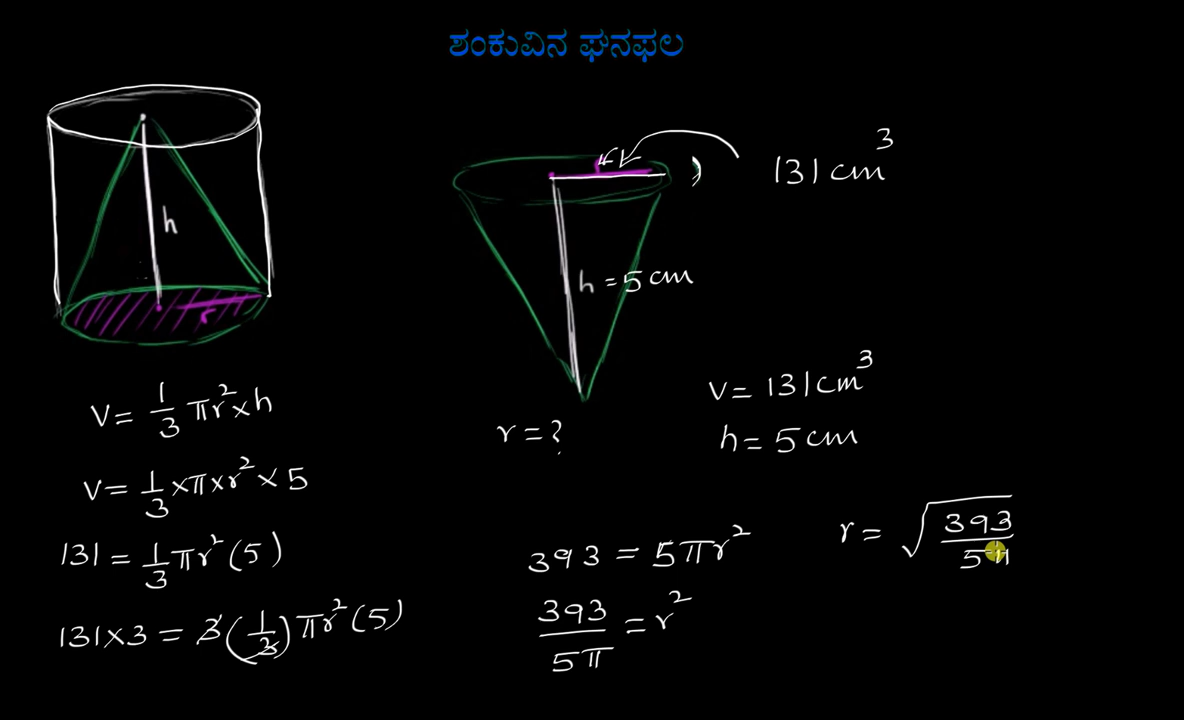 ಶಂಕುವಿನ ಘನಫಲ
h
r
131 cm³
h = 5 cm
r = ?
V = 131 cm³
h = 5 cm
V = 1/3 πr² × h
V = 1/3 × π × r² × 5
131 = 1/3 πr² (5)
131 × 3 = 3 (1/3) πr² (5)
393 = 5πr²
393/5π = r²
r = √393/5π